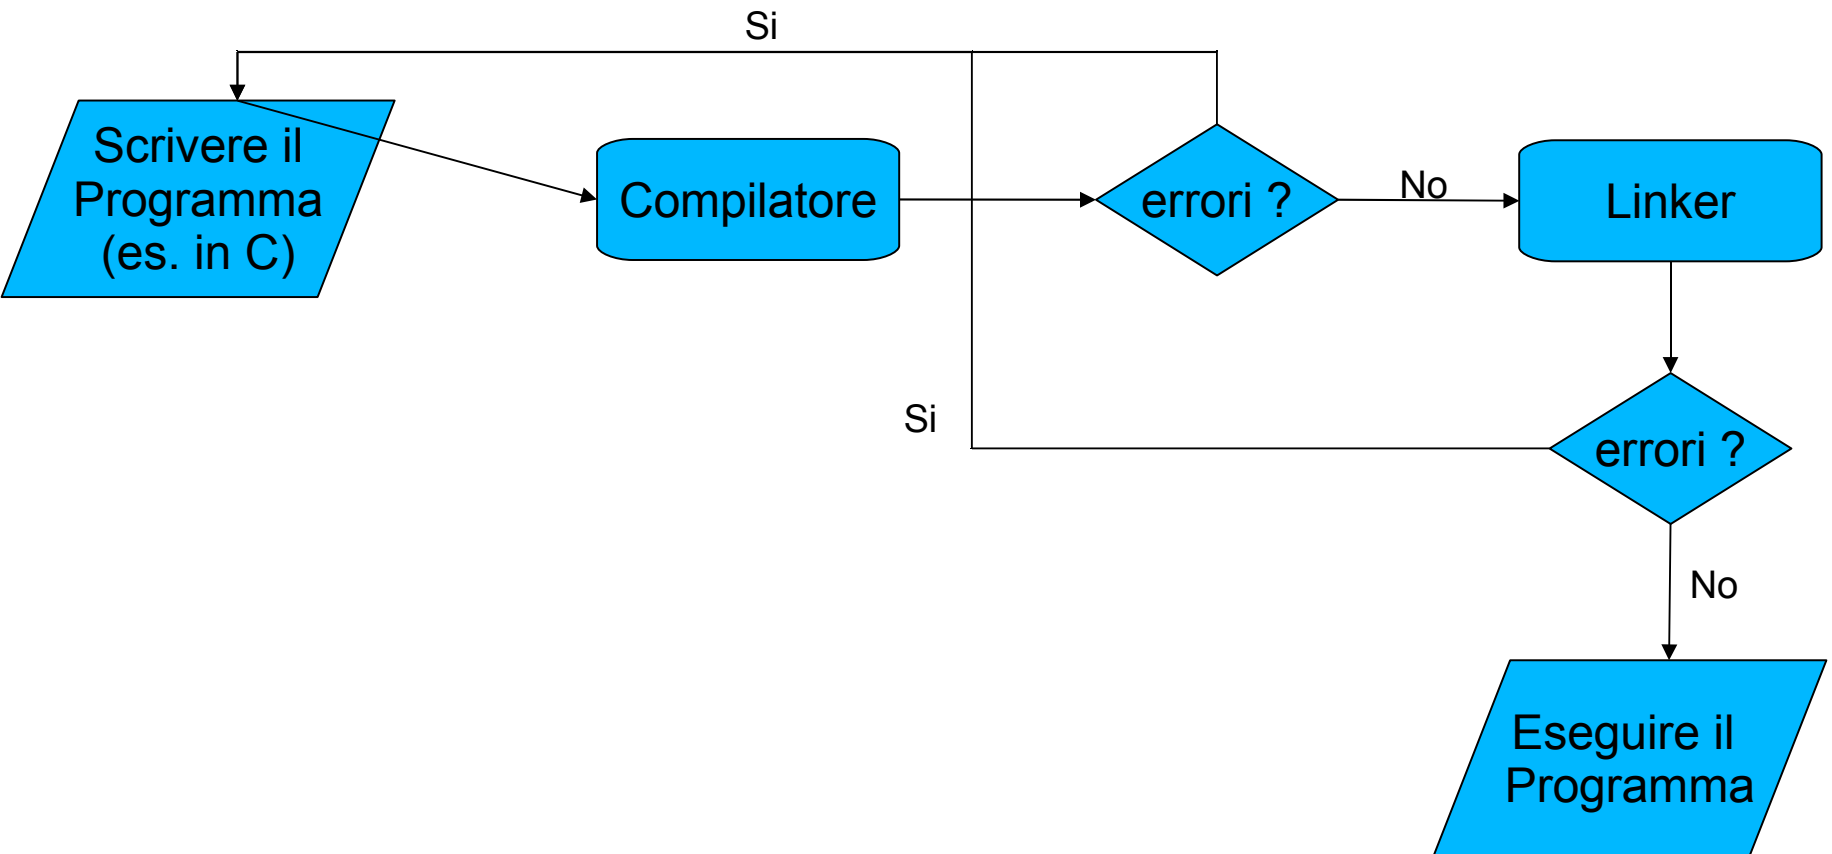 Si
Scrivere il
Programma
(es. in C)
Compilatore
errori ?
No
Linker
Si
errori ?
No
Eseguire il
Programma